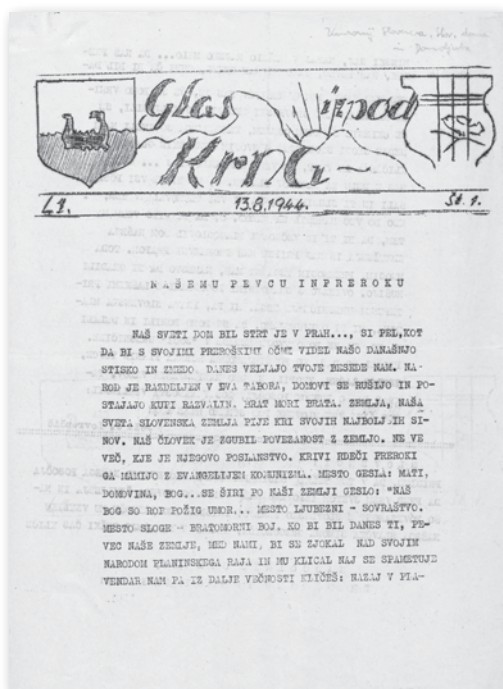 Glas izpod
Krna
L1. 13.8.1944. Št. 1.
NAŠEMU PEVCU IN PREROKU
NAŠ SVETI DOM BIL STRT JE V PRAH..., SI PEL, KOT
DA BI S SVOJIMI PREROŠKIMI OČMI VIDEL NAŠO DANAŠNJO
STISKO IN ZMEDO. DANES VELJAJO TVOJE BESEDE NAM. NA-
ROD JE RAZDELJEN V DVA TABORA, DOMOVI SE RUŠIJO IN PO-
STAJAJO KUPI RAZVALIN. BRAT MORI BRATA. ZEMLJA, NAŠA
SVETA SLOVENSKA ZEMLJA PIJE KRI SVOJIH NAJBOLJŠIH SI-
NOV. NAŠ ČLOVEK JE ZGUBIL POVEZANOST Z ZEMLJO. NE VE
VEČ, KJE JE NJEGOVO POSLANSTVO. KRIVI RDEČI PREROKI
GA MAMIJO Z EVANGELIJEM KOMUNIZMA. MESTO GESLA: MATI,
DOMOVINA, BOG...SE ŠIRI PO NAŠI ZEMLJI GESLO: "NAŠ
BOG SO ROP POŽIG UMOR... MESTO LJUBEZNI - SOVRAŠTVO.
MESTO SLOGE - BRATOMORNI BOJ. KO BI BIL DANES TI, PE-
VEC NAŠE ZEMLJE, MED NAMI, BI SE ZJOKAL NAD SVOJIM
NARODOM PLANINSKEGA RAJA IN MU KLICAL NAJ SE SPAMETUJE
VENDAR NAM PA IZ DALJE VEČNOSTI KLIČEŠ: NAZAJ V PLA-